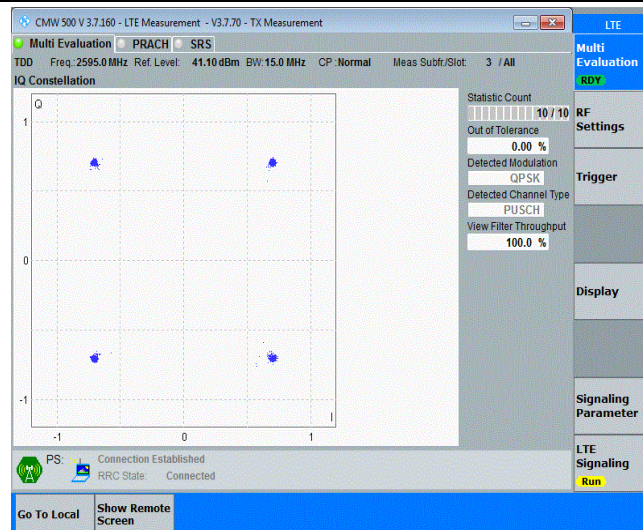 CMW 500 V 3.7.160 - LTE Measurement - V3.7.70 - TX Measurement
LTE
Multi Evaluation PRACH SRS
TDD Freg.:2595.0 MHz Ref. Level: 41.10 dBm BW:15.0 MHz CP :Normal Meas Subfr./Slot: 3 / All
IQ Constellation
Multi
Evaluation
RDY
Q
I
1
0
-1
-1 0 1
Statistic Count
10 / 10
Out of Tolerance
0.00 %
Detected Modulation
QPSK
Detected Channel Type
PUSCH
View Filter Throughput
100.0 %
RF
Settings
Trigger
Display
Signaling
Parameter
LTE
Signaling
Run
PS: Connection Established
RRC State: Connected
Go To Local
Show Remote
Screen